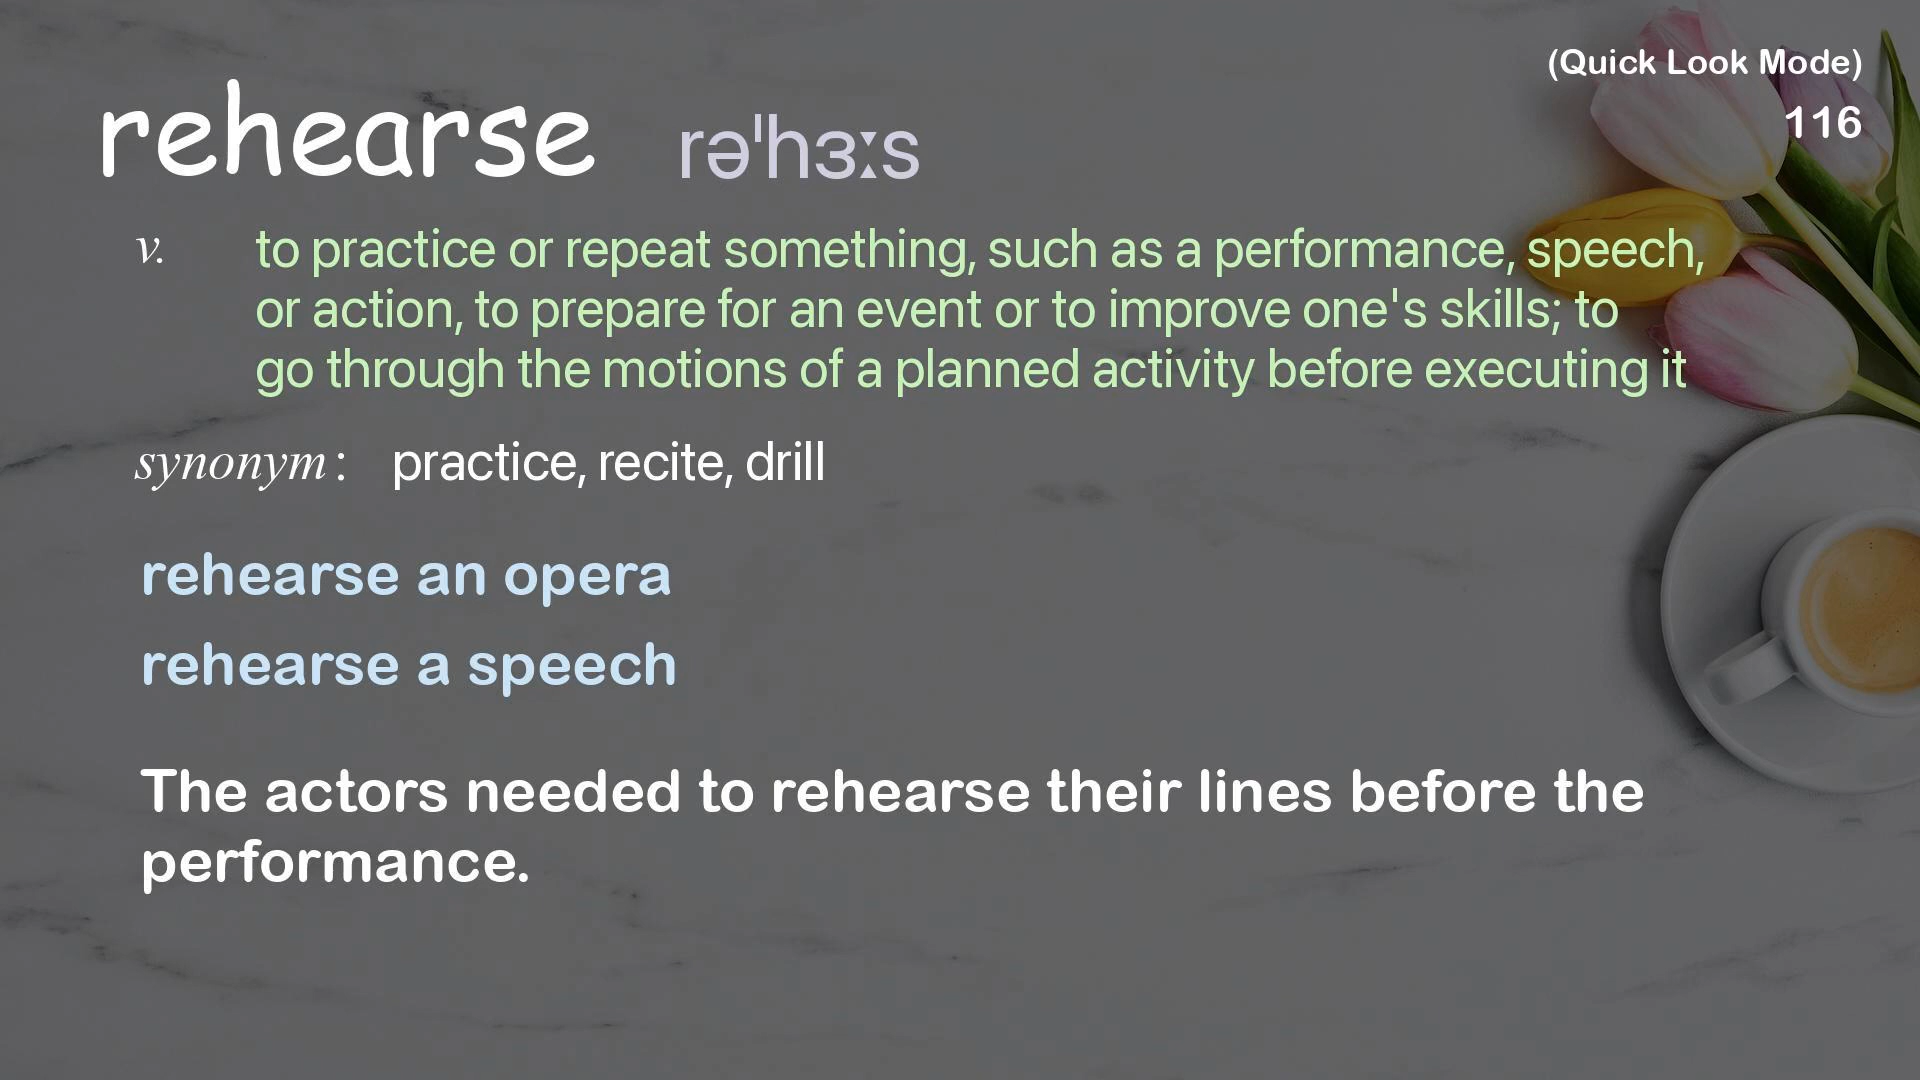 (Quick Look Mode)
116
rehearse rəˈhɜːs
v. to practice or repeat something, such as a performance, speech,
or action, to prepare for an event or to improve one's skills; to
go through the motions of a planned activity before executing it
synonym: practice, recite, drill
rehearse an opera
rehearse a speech
The actors needed to rehearse their lines before the
performance.